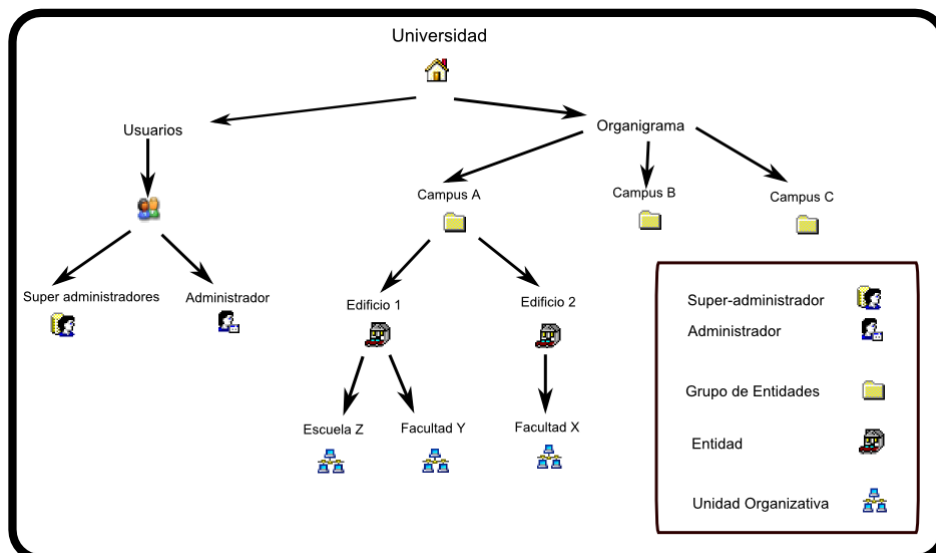 Universidad
Usuarios
Organigrama
Campus A
Campus B
Campus C
Super administradores
Administrador
Edificio 1
Edificio 2
Escuela Z
Facultad Y
Facultad X
Super-administrador
Administrador
Grupo de Entidades
Entidad
Unidad Organizativa